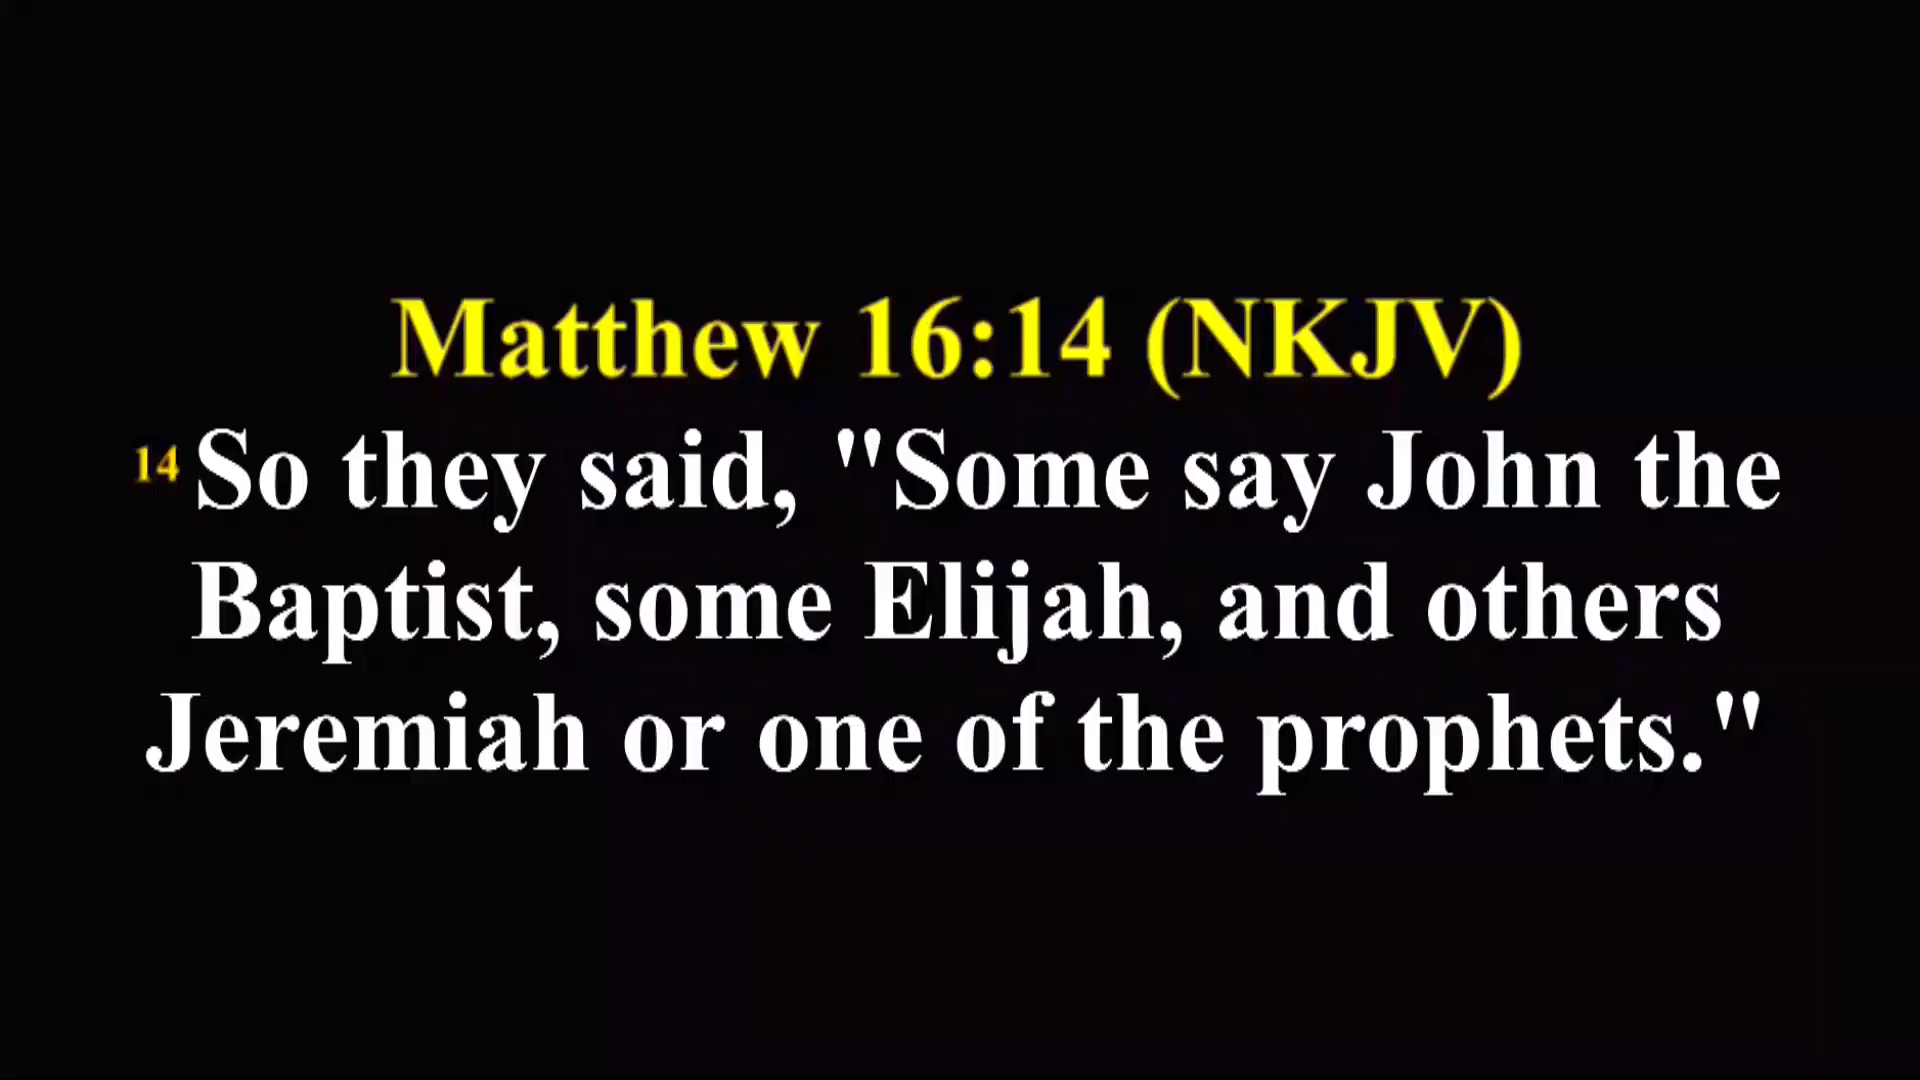 Matthew 16:14 (NKJV)
14 So they said, "Some say John the
Baptist, some Elijah, and others
Jeremiah or one of the prophets."